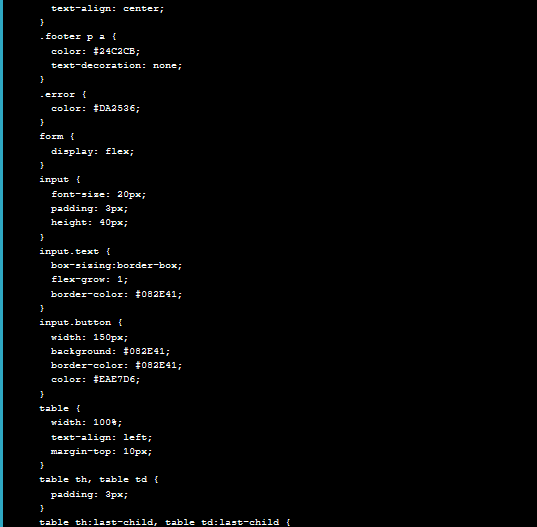 text-align: center;
}
.footer p a {
color: #24C2CB;
text-decoration: none;
}
.error {
color: #DA2536;
}
form {
display: flex;
}
input {
font-size: 20px;
padding: 3px;
height: 40px;
}
input.text {
box-sizing:border-box;
flex-grow: 1;
border-color: #082E41;
}
input.button {
width: 150px;
background: #082E41;
border-color: #082E41;
color: #EAE7D6;
}
table {
width: 100%;
text-align: left;
margin-top: 10px;
}
table th, table td {
padding: 3px;
}
table th:last-child, table td:last-child {